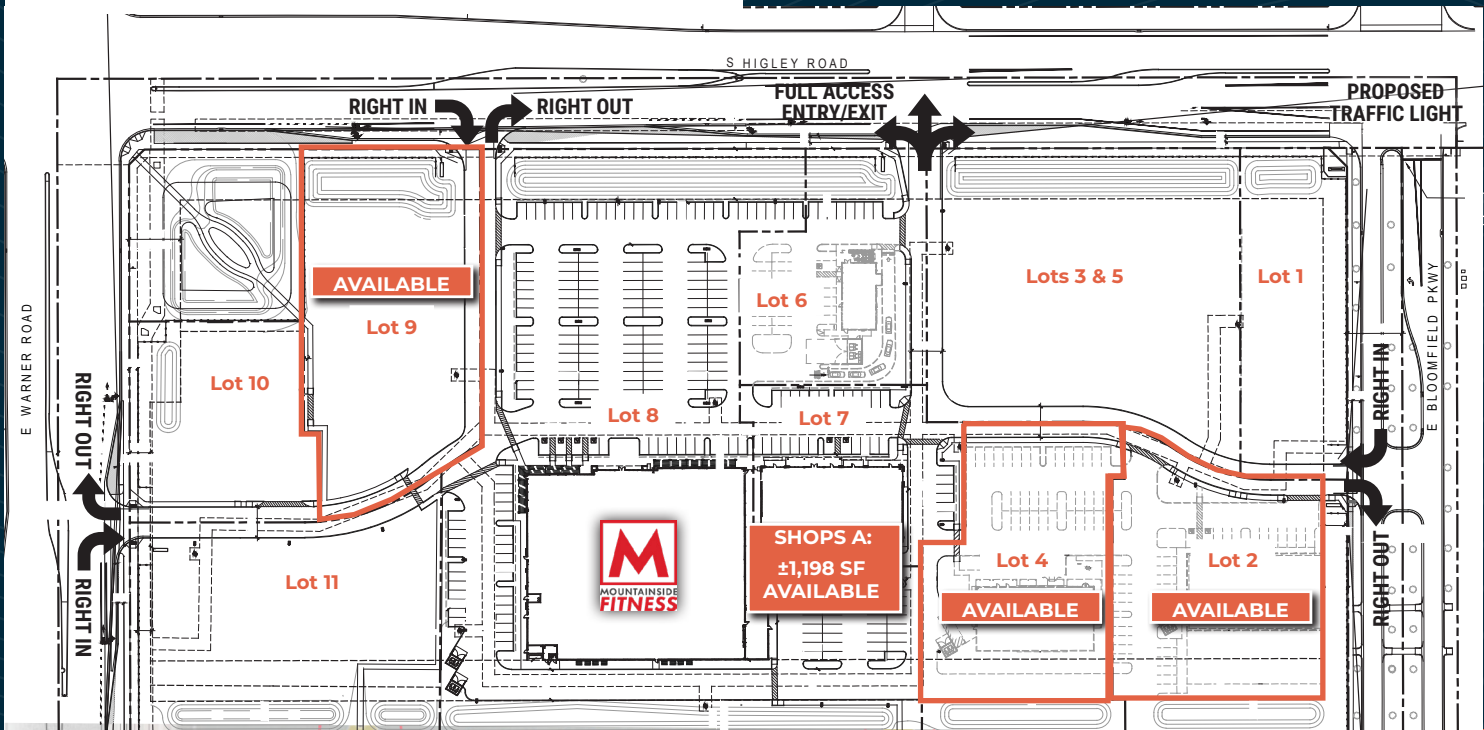 S HIGLEY ROAD
RIGHT IN
RIGHT OUT
FULL ACCESS
ENTRY/EXIT
PROPOSED
TRAFFIC LIGHT
AVAILABLE
Lot 9
Lot 6
Lots 3 & 5
Lot 1
E WARNER ROAD
E BLOOMFIELD PKWY
Lot 10
Lot 8
Lot 7
RIGHT OUT
RIGHT IN
RIGHT IN
RIGHT OUT
Lot 11
M
MOUNTAINSIDE
FITNESS
SHOPS A:
±1,198 SF
AVAILABLE
Lot 4
AVAILABLE
Lot 2
AVAILABLE